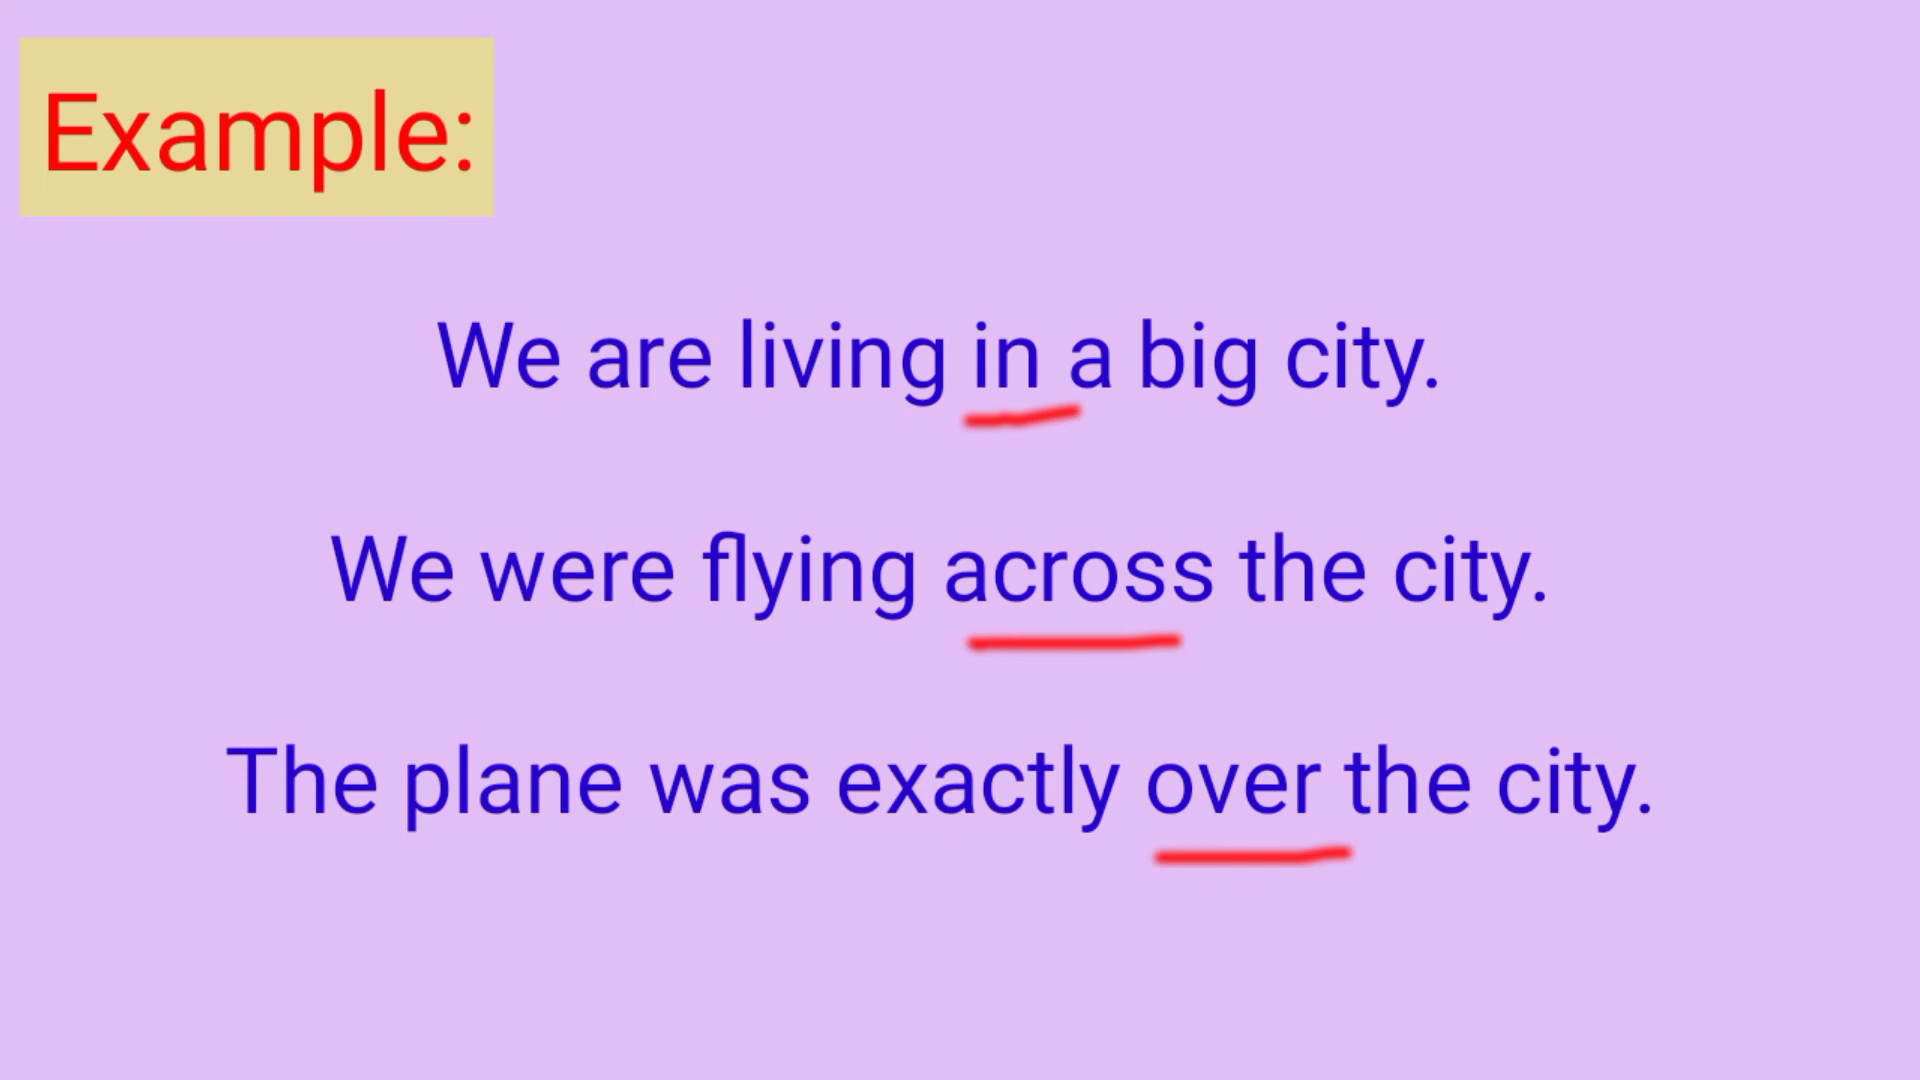 Example:
We are living in a big city.
We were flying across the city.
The plane was exactly over the city.